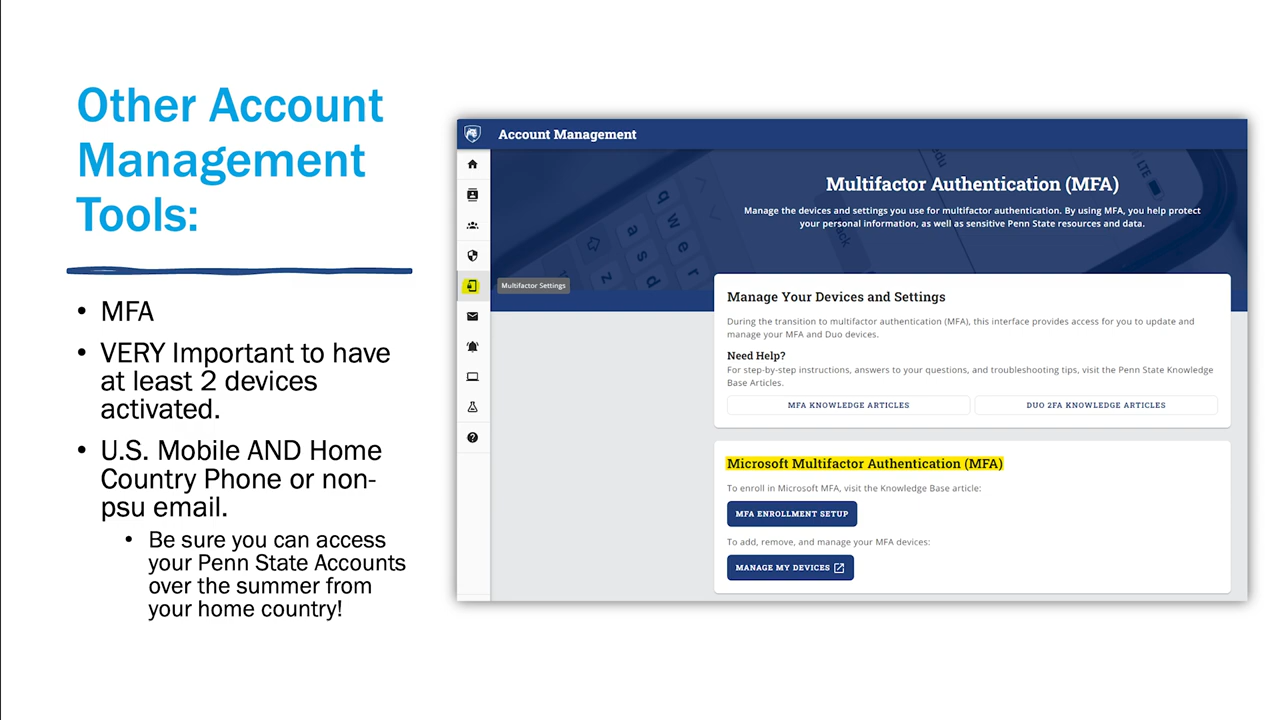 Other Account
Management
Tools:
• MFA
• VERY Important to have
at least 2 devices
activated.
• U.S. Mobile AND Home
Country Phone or non-
psu email.
• Be sure you can access
your Penn State Accounts
over the summer from
your home country!
Account Management
Multifactor Authentication (MFA)
Manage the devices and settings you use for multifactor authentication. By using MFA, you help protect
your personal information, as well as sensitive Penn State resources and data.
Multifactor Settings
Manage Your Devices and Settings
During the transition to multifactor authentication (MFA), this interface provides access for you to update and
manage your MFA and Duo devices.
Need Help?
For step-by-step instructions, answers to your questions, and troubleshooting tips, visit the Penn State Knowledge
Base Articles.
MFA KNOWLEDGE ARTICLES
DUO 2FA KNOWLEDGE ARTICLES
Microsoft Multifactor Authentication (MFA)
To enroll in Microsoft MFA, visit the Knowledge Base article:
MFA ENROLLMENT SETUP
To add, remove, and manage your MFA devices:
MANAGE MY DEVICES